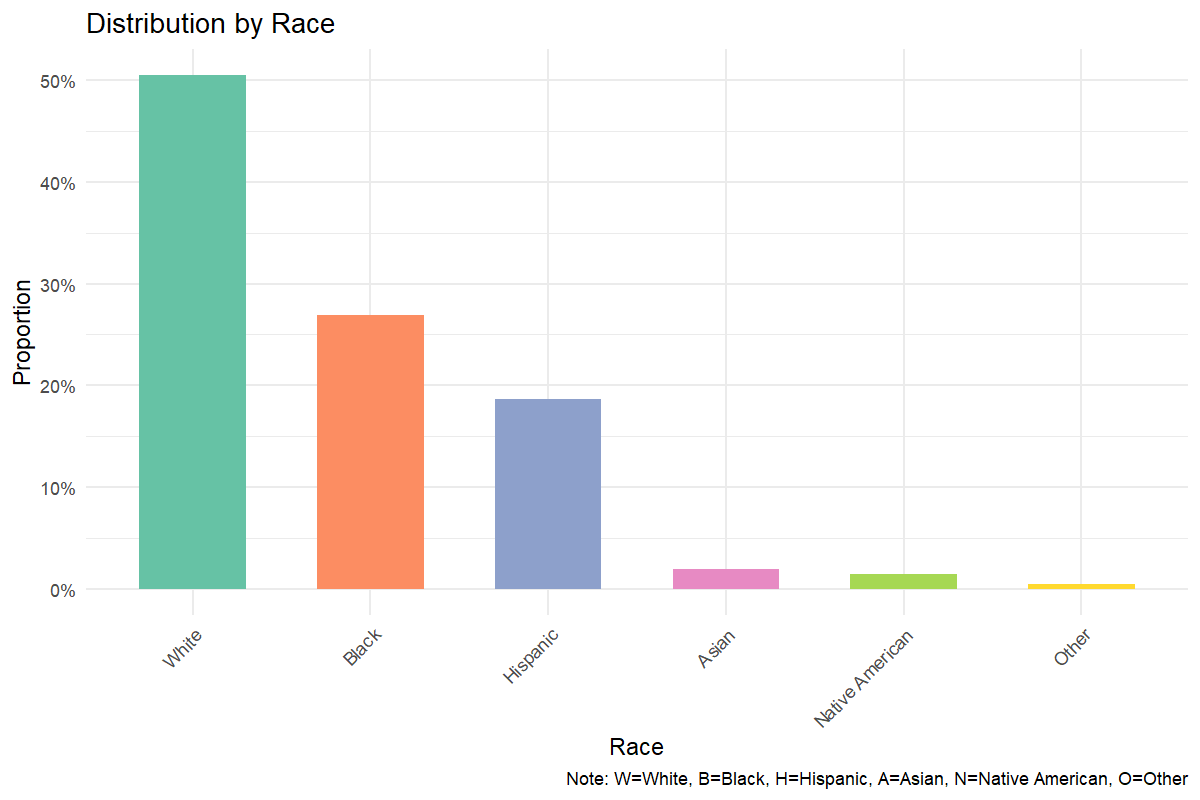 Distribution by Race
Proportion
50%
40%
30%
20%
10%
0%
White
Black
Hispanic
Asian
Native American
Other
Race
Note: W=White, B=Black, H=Hispanic, A=Asian, N=Native American, O=Other